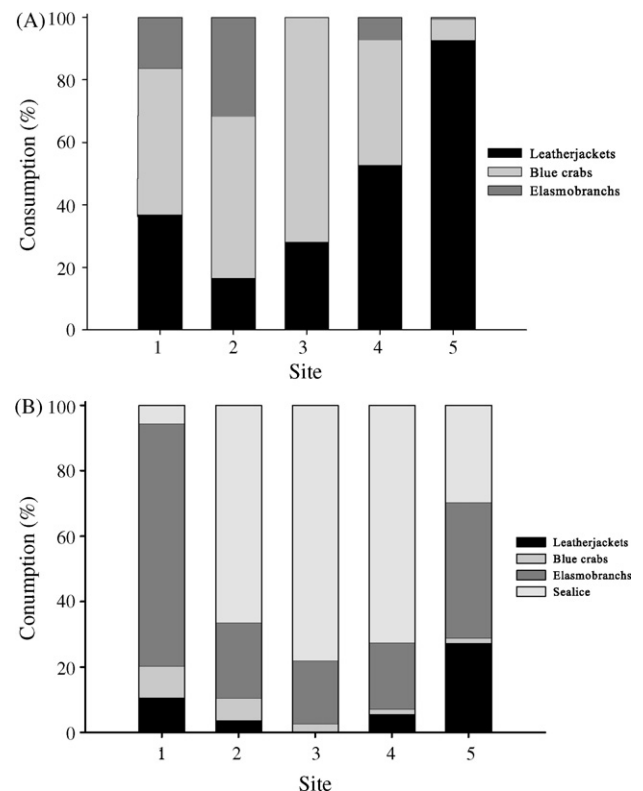 (A)
100
80
60
40
20
0
Consumption (%)
1 2 3 4 5
Site
Leatherjackets
Blue crabs
Elasmobranchs
(B)
100
80
60
40
20
0
Conumption (%)
1 2 3 4 5
Site
Leatherjackets
Blue crabs
Elasmobranchs
Sealice